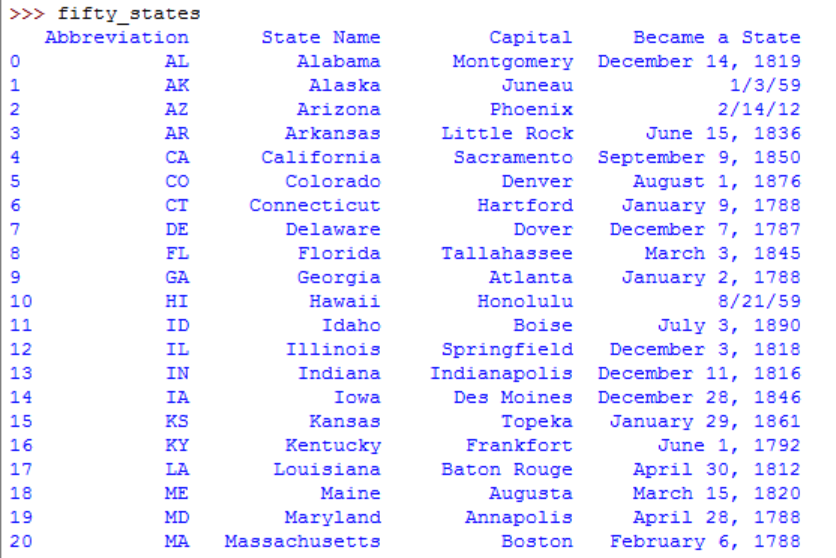 >>> fifty_states
Abbreviation State Name Capital Became a State
0 AL Alabama Montgomery December 14, 1819
1 AK Alaska Juneau 1/3/59
2 AZ Arizona Phoenix 2/14/12
3 AR Arkansas Little Rock June 15, 1836
4 CA California Sacramento September 9, 1850
5 CO Colorado Denver August 1, 1876
6 CT Connecticut Hartford January 9, 1788
7 DE Delaware Dover December 7, 1787
8 FL Florida Tallahassee March 3, 1845
9 GA Georgia Atlanta January 2, 1788
10 HI Hawaii Honolulu 8/21/59
11 ID Idaho Boise July 3, 1890
12 IL Illinois Springfield December 3, 1818
13 IN Indiana Indianapolis December 11, 1816
14 IA Iowa Des Moines December 28, 1846
15 KS Kansas Topeka January 29, 1861
16 KY Kentucky Frankfort June 1, 1792
17 LA Louisiana Baton Rouge April 30, 1812
18 ME Maine Augusta March 15, 1820
19 MD Maryland Annapolis April 28, 1788
20 MA Massachusetts Boston February 6, 1788